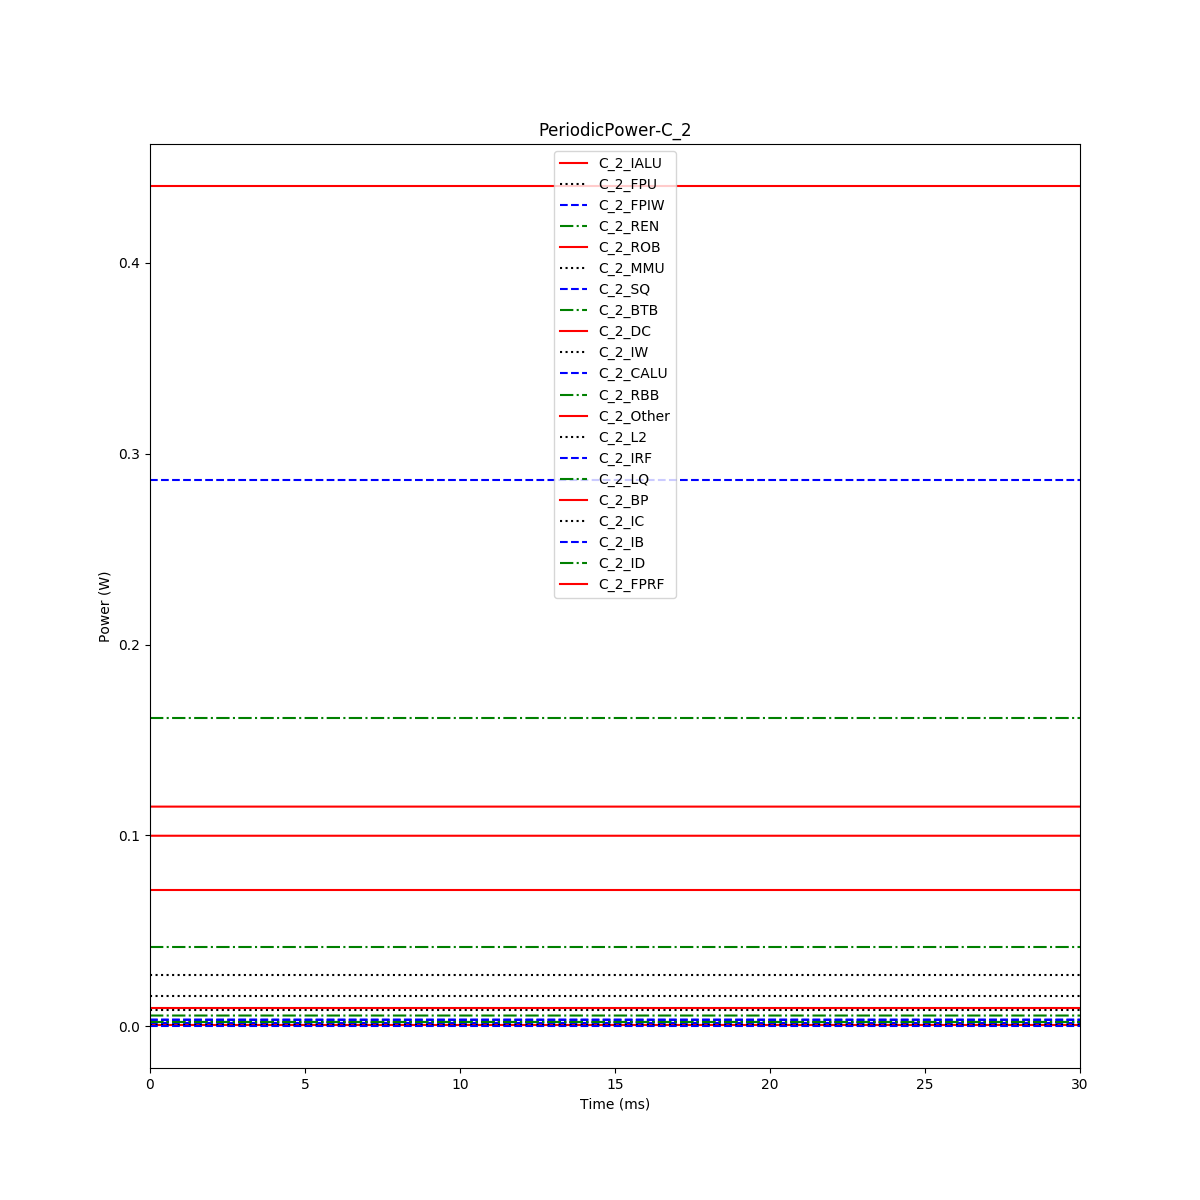 PeriodicPower-C_2
C_2_IALU
C_2_FPU
C_2_FPIW
C_2_REN
C_2_ROB
C_2_MMU
C_2_SQ
C_2_BTB
C_2_DC
C_2_IW
C_2_CALU
C_2_RBB
C_2_Other
C_2_L2
C_2_IRF
C_2_LQ
C_2_BP
C_2_IC
C_2_IB
C_2_ID
C_2_FPRF
Power (W)
0.4
0.3
0.2
0.1
0.0
0 5 10 15 20 25 30
Time (ms)